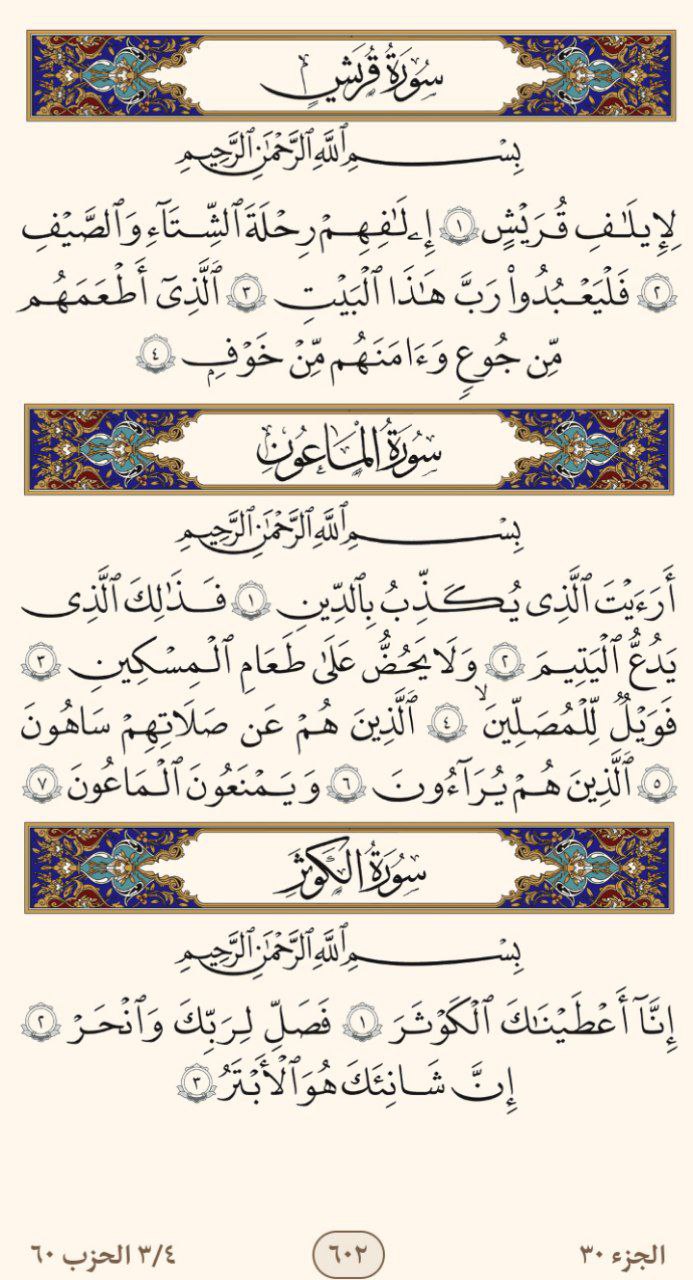 سُورَةُ قُرَيْشٍ
بِسْمِ ٱللَّهِ ٱلرَّحْمَٰنِ ٱلرَّحِيمِ
لِإِيلَٰفِ قُرَيْشٍ ١ إِۦلَٰفِهِمْ رِحْلَةَ ٱلشِّتَآءِ وَٱلصَّيْفِ
٢ فَلْيَعْبُدُوا۟ رَبَّ هَٰذَا ٱلْبَيْتِ ٣ ٱلَّذِىٓ أَطْعَمَهُم
مِّن جُوعٍ وَءَامَنَهُم مِّنْ خَوْفٍۭ ٤
سُورَةُ المَاعُونِ
بِسْمِ ٱللَّهِ ٱلرَّحْمَٰنِ ٱلرَّحِيمِ
أَرَءَيْتَ ٱلَّذِى يُكَذِّبُ بِٱلدِّينِ ١ فَذَٰلِكَ ٱلَّذِى
يَدُعُّ ٱلْيَتِيمَ ٢ وَلَا يَحُضُّ عَلَىٰ طَعَامِ ٱلْمِسْكِينِ ٣
فَوَيْلٌ لِّلْمُصَلِّينَ ۙ ٤ ٱلَّذِينَ هُمْ عَن صَلَاتِهِمْ سَاهُونَ
٥ ٱلَّذِينَ هُمْ يُرَآءُونَ ٦ وَيَمْنَعُونَ ٱلْمَاعُونَ ٧
سُورَةُ الكَوْثَرِ
بِسْمِ ٱللَّهِ ٱلرَّحْمَٰنِ ٱلرَّحِيمِ
إِنَّآ أَعْطَيْنَٰكَ ٱلْكَوْثَرَ ١ فَصَلِّ لِرَبِّكَ وَٱنْحَرْ ٢
إِنَّ شَانِئَكَ هُوَ ٱلْأَبْتَرُ ٣
الجزء ٣٠ ٦٠٢ ٣/٤ الحزب ٦٠